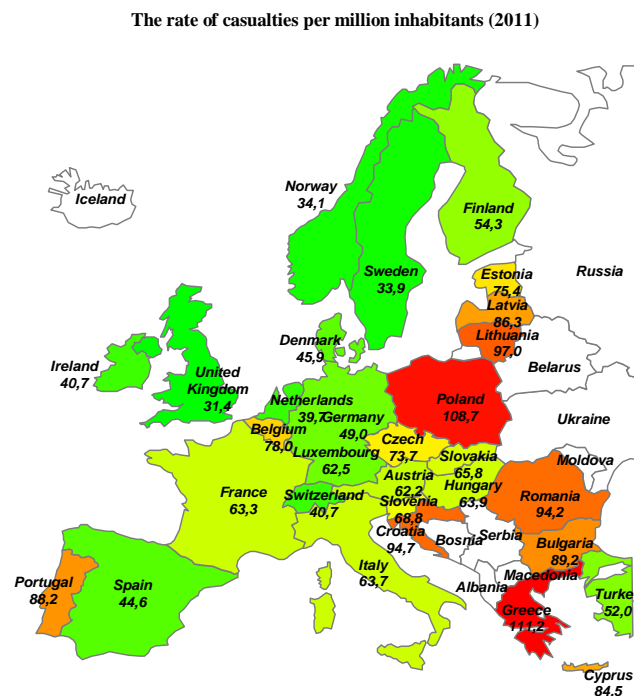 The rate of casualties per million inhabitants (2011)
Iceland
Norway
34,1
Finland
54,3
Sweden
33,9
Estonia
75,4
Russia
Latvia
86,3
Lithuania
97,0
Denmark
45,9
Ireland
40,7
United
Kingdom
31,4
Belarus
Netherlands
39,7
Germany
49,0
Poland
108,7
Ukraine
Belgium
78,0
Czech
73,7
Luxembourg
62,5
Slovakia
65,8
Moldova
Austria
62,2
Hungary
63,9
France
63,3
Switzerland
40,7
Slovenia
68,8
Romania
94,2
Croatia
94,7
Bosnia
Serbia
Bulgaria
89,2
Italy
63,7
Portugal
88,2
Spain
44,6
Albania
Macedonia
Turke
52,0
Greece
111,2
Cyprus
84,5